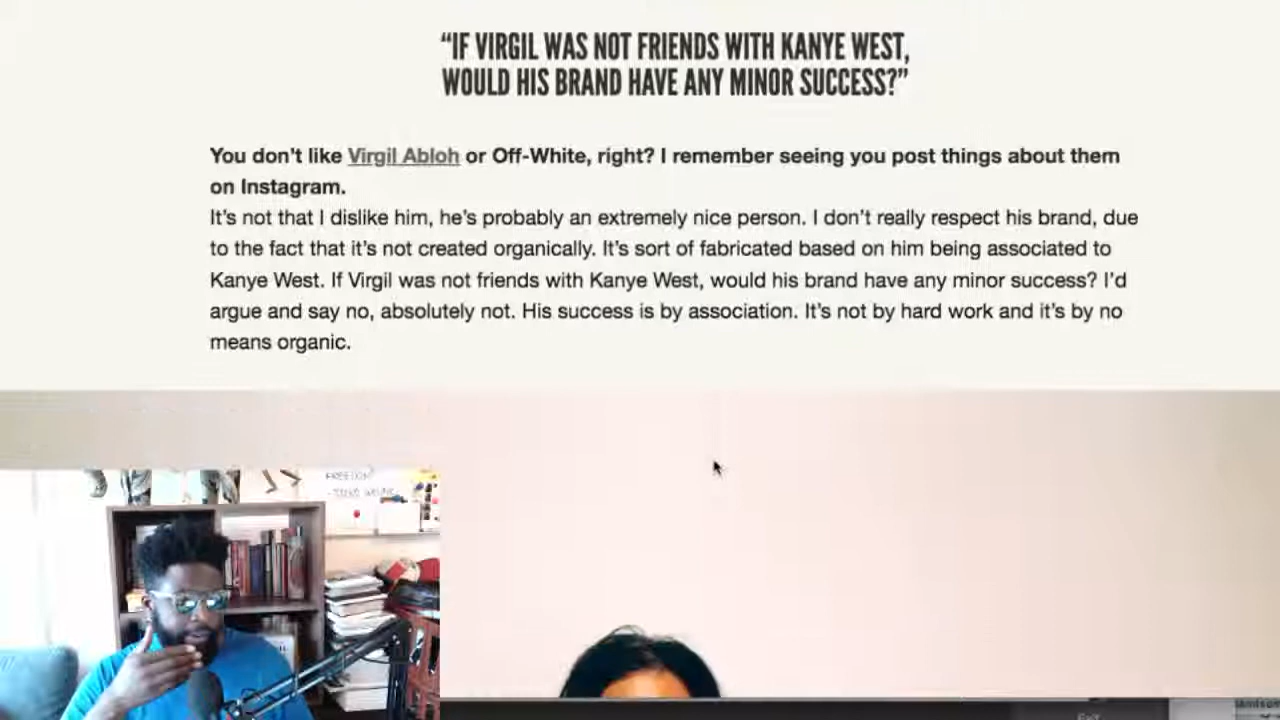 “IF VIRGIL WAS NOT FRIENDS WITH KANYE WEST,
WOULD HIS BRAND HAVE ANY MINOR SUCCESS?”
You don’t like Virgil Abloh or Off-White, right? I remember seeing you post things about them
on Instagram.
It’s not that I dislike him, he’s probably an extremely nice person. I don’t really respect his brand, due
to the fact that it’s not created organically. It’s sort of fabricated based on him being associated to
Kanye West. If Virgil was not friends with Kanye West, would his brand have any minor success? I’d
argue and say no, absolutely not. His success is by association. It’s not by hard work and it’s by no
means organic.
FREEDOM